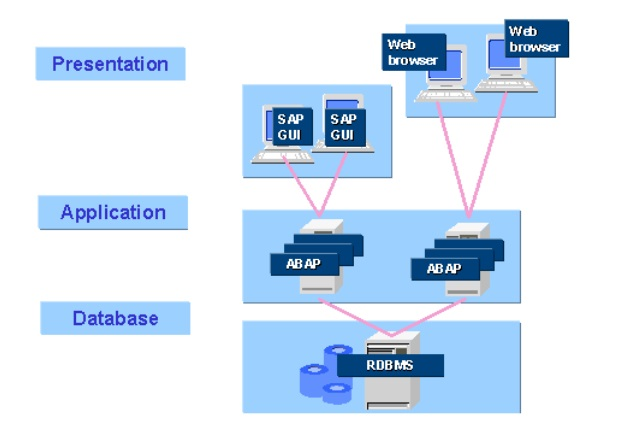 Presentation
Web
browser
Web
browser
SAP
GUI
SAP
GUI
Application
ABAP
ABAP
Database
RDBMS